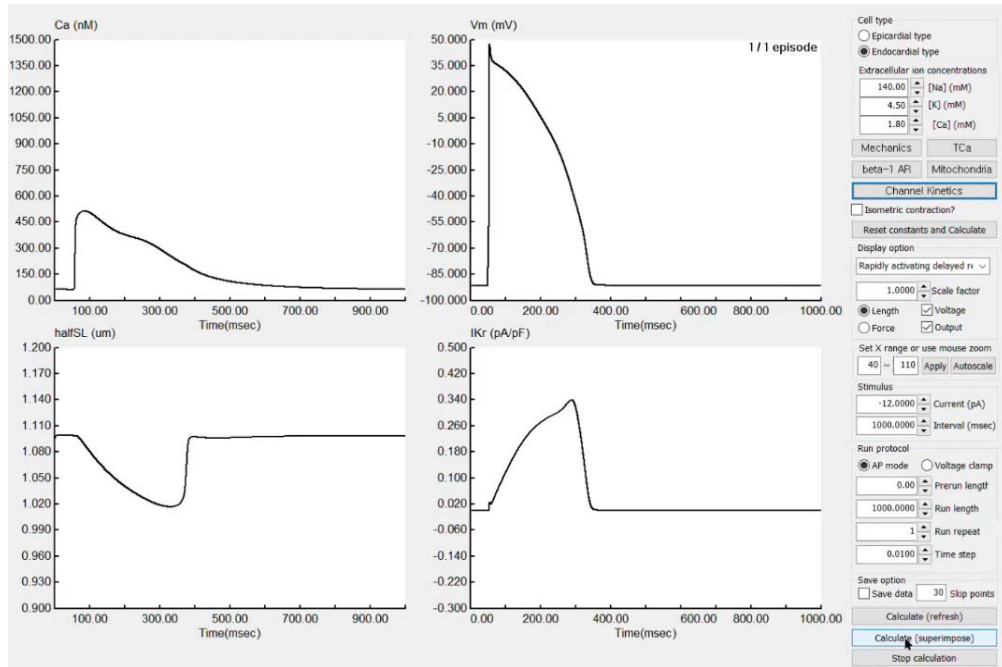 Ca (nM)
1500.00
1350.00
1200.00
1050.00
900.00
750.00
600.00
450.00
300.00
150.00
0.00
100.00 300.00 500.00 700.00 900.00
Time(msec)
Vm (mV)
1 / 1 episode
50.000
35.000
20.000
5.000
-10.000
-25.000
-40.000
-55.000
-70.000
-85.000
-100.000
0.00 200.00 400.00 600.00 800.00 1000.00
Time(msec)
halfSL (um)
1.200
1.170
1.140
1.110
1.080
1.050
1.020
0.990
0.960
0.930
0.900
100.00 300.00 500.00 700.00 900.00
Time(msec)
IKr (pA/pF)
0.500
0.420
0.340
0.260
0.180
0.100
0.020
-0.060
-0.140
-0.220
-0.300
0.00 200.00 400.00 600.00 800.00 1000.00
Time(msec)
Cell type
Epicardial type
Endocardial type
Extracellular ion concentrations
140.00 [Na] (mM)
4.50 [K] (mM)
1.80 [Ca] (mM)
Mechanics TCa
beta-1 AR Mitochondria
Channel Kinetics
Isometric contraction?
Reset constants and Calculate
Display option
Rapidly activating delayed re
1.0000 Scale factor
Length Voltage
Force Output
Set X range or use mouse zoom
40 ~ 110 Apply Autoscale
Stimulus
-12.0000 Current (pA)
1000.0000 Interval (msec)
Run protocol
AP mode Voltage clamp
0.00 Prerun length
1000.0000 Run length
1 Run repeat
0.0100 Time step
Save option
Save data 30 Skip points
Calculate (refresh)
Calculate (superimpose)
Stop calculation